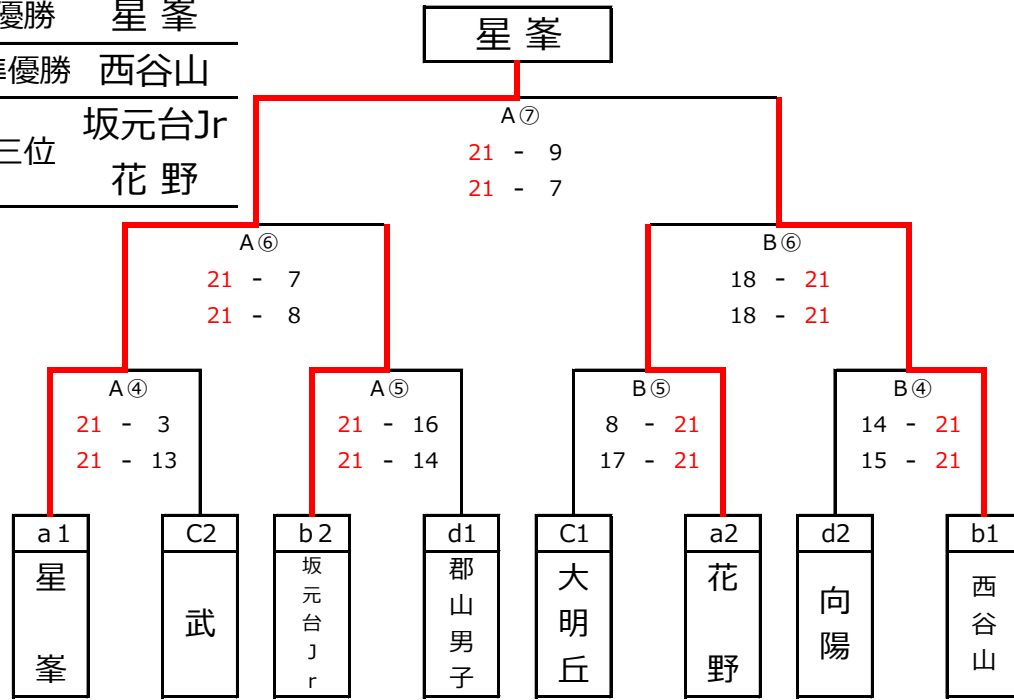 優勝 星 峯
準優勝 西谷山
三位 坂元台Jr
花 野
星 峯
A⑦
21 - 9
21 - 7
A⑥
21 - 7
21 - 8
B⑥
18 - 21
18 - 21
A④
21 - 3
21 - 13
A⑤
21 - 16
21 - 14
B⑤
8 - 21
17 - 21
B④
14 - 21
15 - 21
a1
星峯
C2
武
b2
坂元台Jr
d1
郡山男子
C1
大明丘
a2
花野
d2
向陽
b1
西谷山